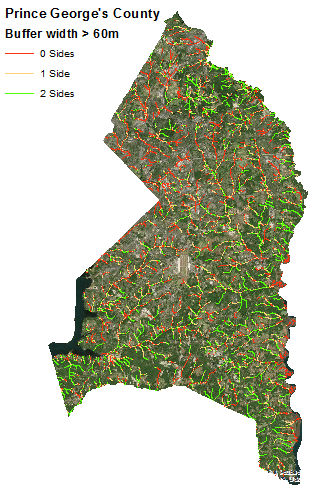 Prince George's County
Buffer width > 60m
0 Sides
1 Side
2 Sides